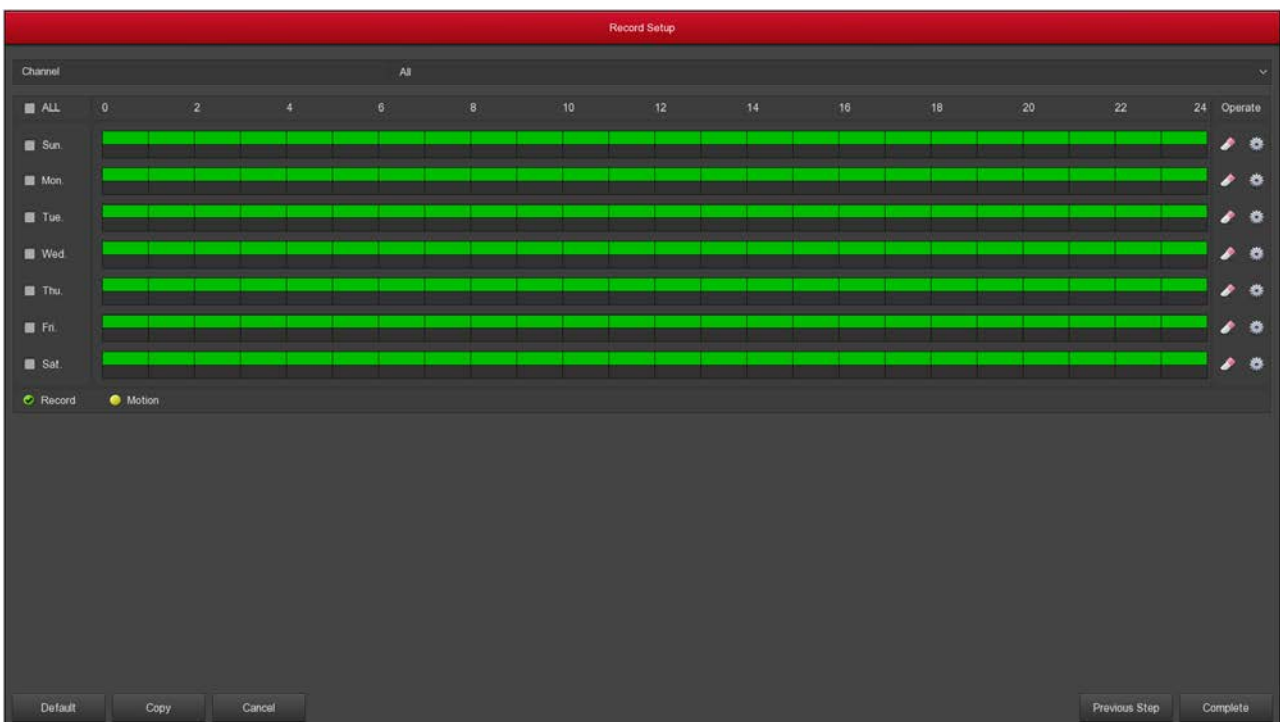 Record Setup
Channel All
ALL 0 2 4 6 8 10 12 14 16 18 20 22 24 Operate
Sun.
Mon.
Tue.
Wed.
Thu.
Fri.
Sat.
Record Motion
Default Copy Cancel Previous Step Complete